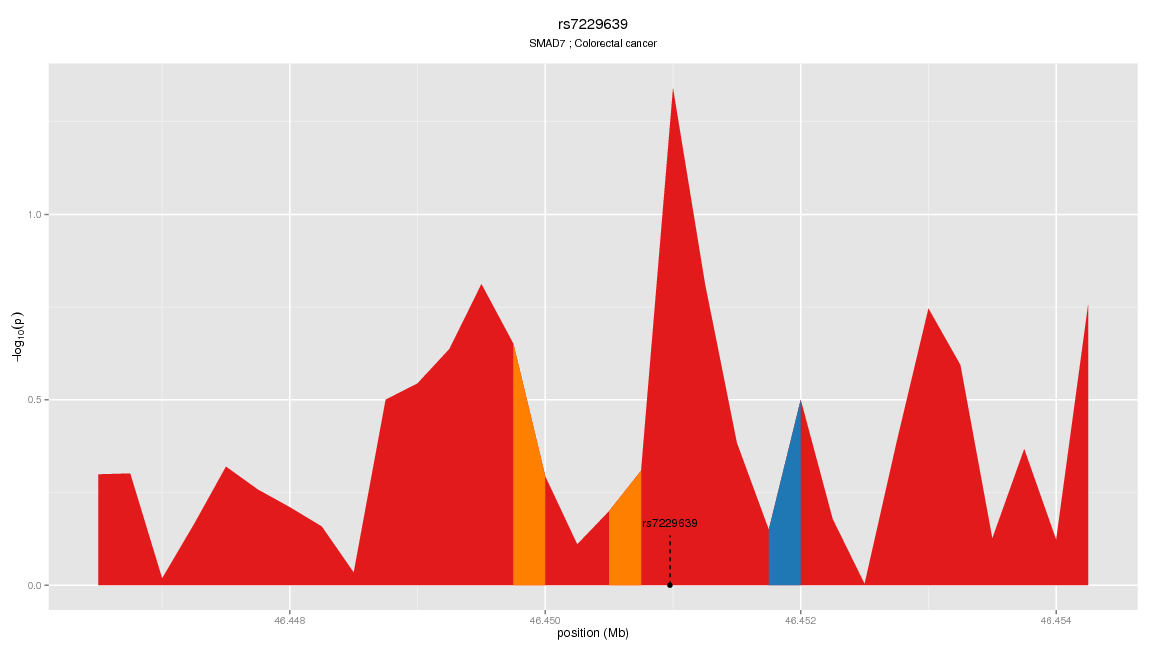 rs7229639
SMAD7 ; Colorectal cancer
-log10(p)
1.0
0.5
0.0
rs7229639
46.448
46.450
46.452
46.454
position (Mb)